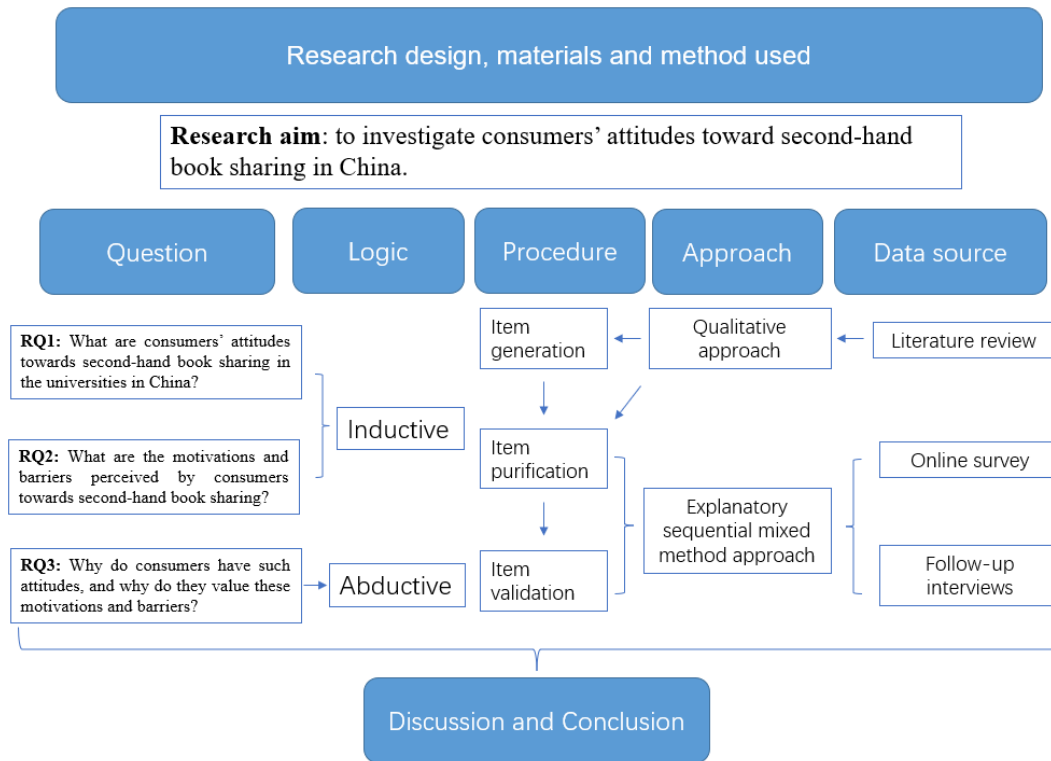 Research design, materials and method used
Research aim: to investigate consumers’ attitudes toward second-hand
book sharing in China.
Question
Logic
Procedure
Approach
Data source
RQ1: What are consumers’ attitudes
towards second-hand book sharing in
the universities in China?
RQ2: What are the motivations and
barriers perceived by consumers
towards second-hand book sharing?
RQ3: Why do consumers have such
attitudes, and why do they value these
motivations and barriers?
Inductive
Abductive
Item
generation
Item
purification
Item
validation
Qualitative
approach
Explanatory
sequential mixed
method approach
Literature review
Online survey
Follow-up
interviews
Discussion and Conclusion